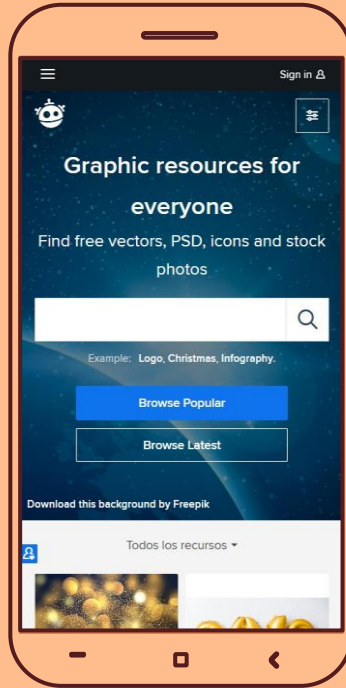 Sign in
Graphic resources for
everyone
Find free vectors, PSD, icons and stock
photos
Example: Logo, Christmas, Infography.
Browse Popular
Browse Latest
Download this background by Freepik
Todos los recursos